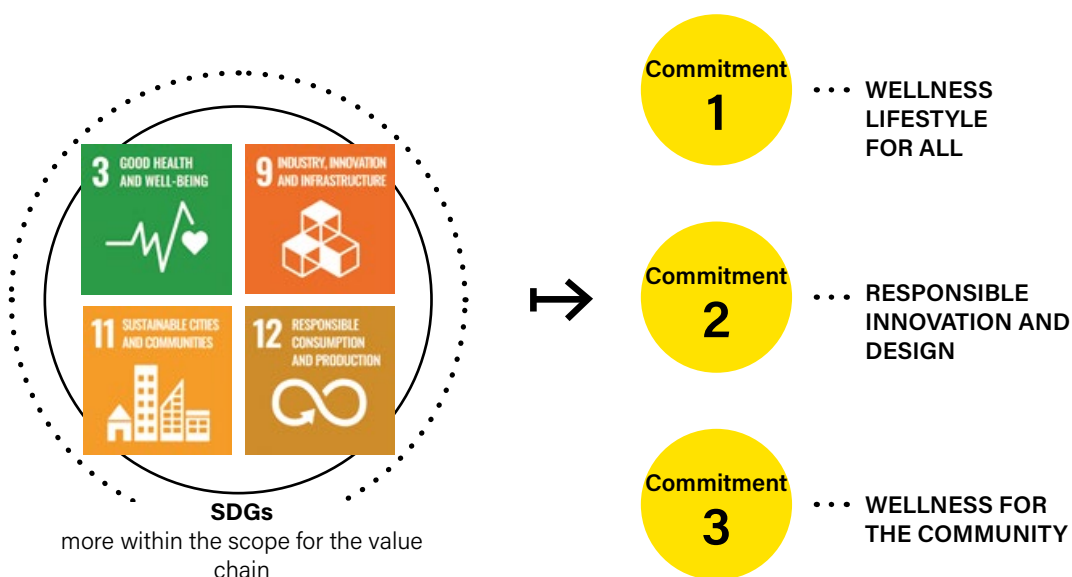 3 GOOD HEALTH
AND WELL-BEING
9 INDUSTRY, INNOVATION
AND INFRASTRUCTURE
11 SUSTAINABLE CITIES
AND COMMUNITIES
12 RESPONSIBLE
CONSUMPTION
AND PRODUCTION
SDGs
more within the scope for the value
chain
Commitment
1
WELLNESS
LIFESTYLE
FOR ALL
Commitment
2
RESPONSIBLE
INNOVATION AND
DESIGN
Commitment
3
WELLNESS FOR
THE COMMUNITY